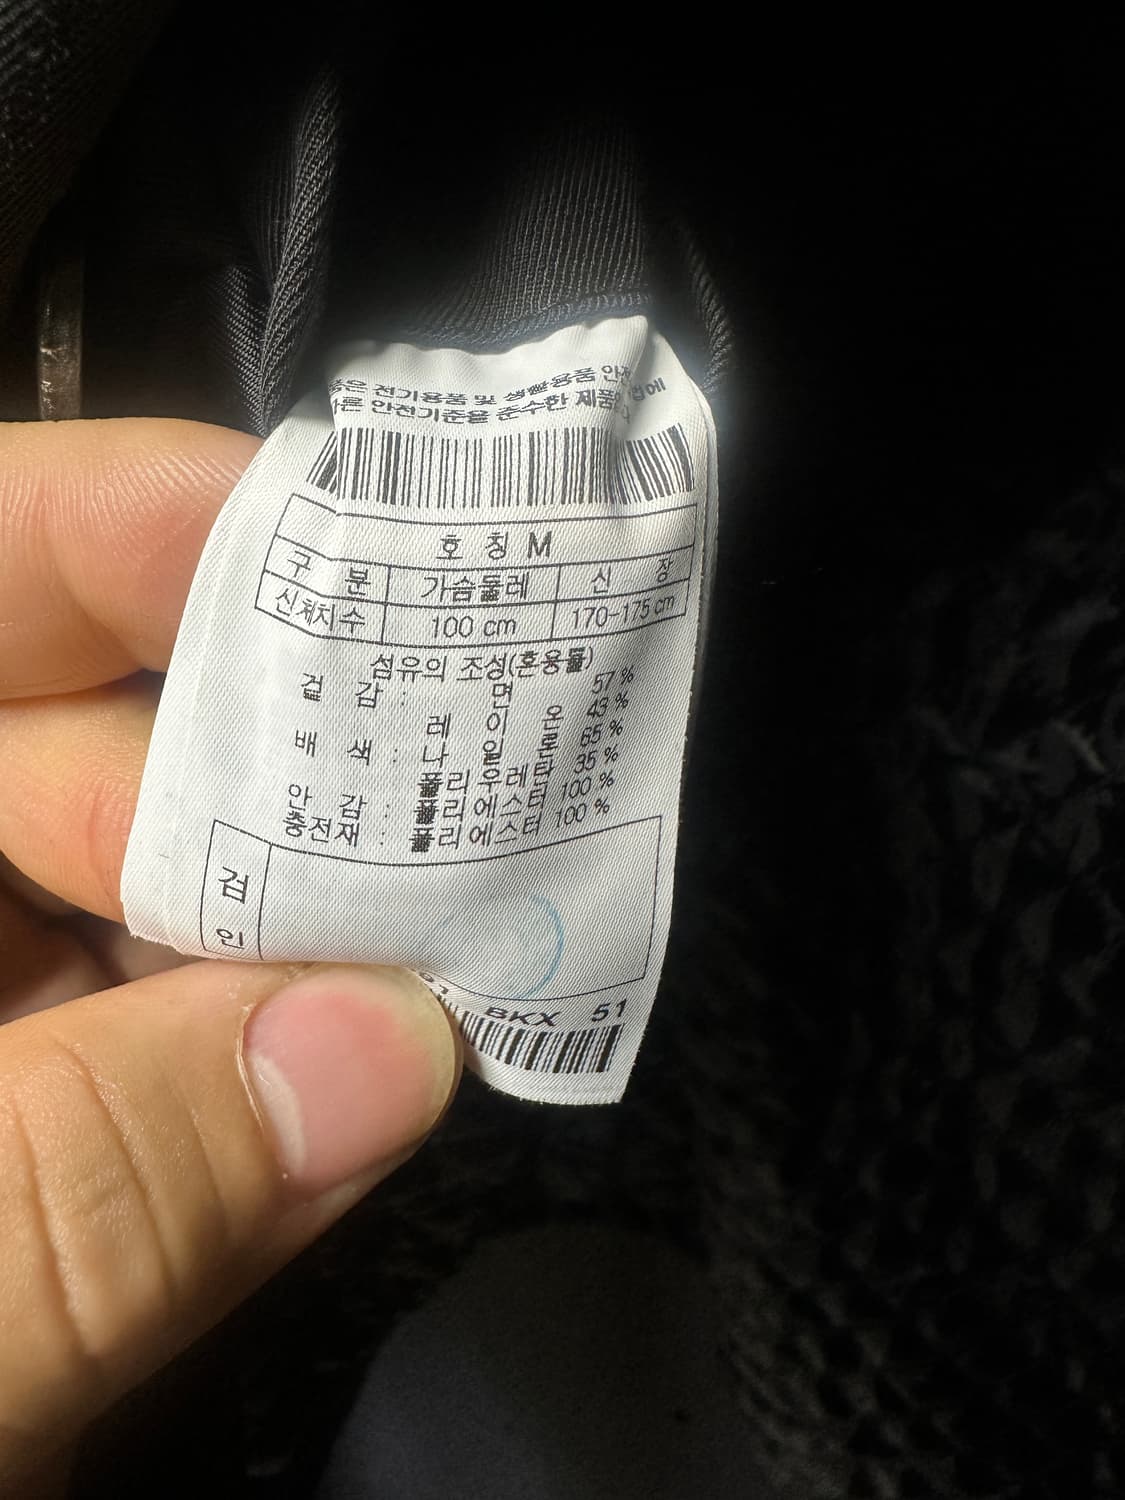 전기용품 및 생활용품
안전기준을 준수한
호 칭 M
구 분 가슴둘레 신 장
신체치수 100 cm 170-175 cm
섬유의 조성(혼용률)
겉 감 : 면 57 %
레 이 온 43 %
배 색 : 나 일 론 65 %
폴리우레탄 35 %
안 감 : 폴리에스터 100 %
충전재 : 폴리에스터 100 %
검
인
BKX 51